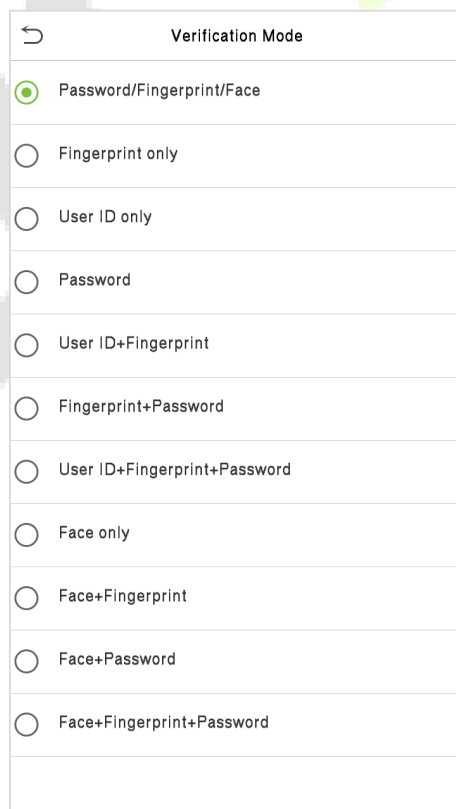 Verification Mode
Password/Fingerprint/Face
Fingerprint only
User ID only
Password
User ID+Fingerprint
Fingerprint+Password
User ID+Fingerprint+Password
Face only
Face+Fingerprint
Face+Password
Face+Fingerprint+Password